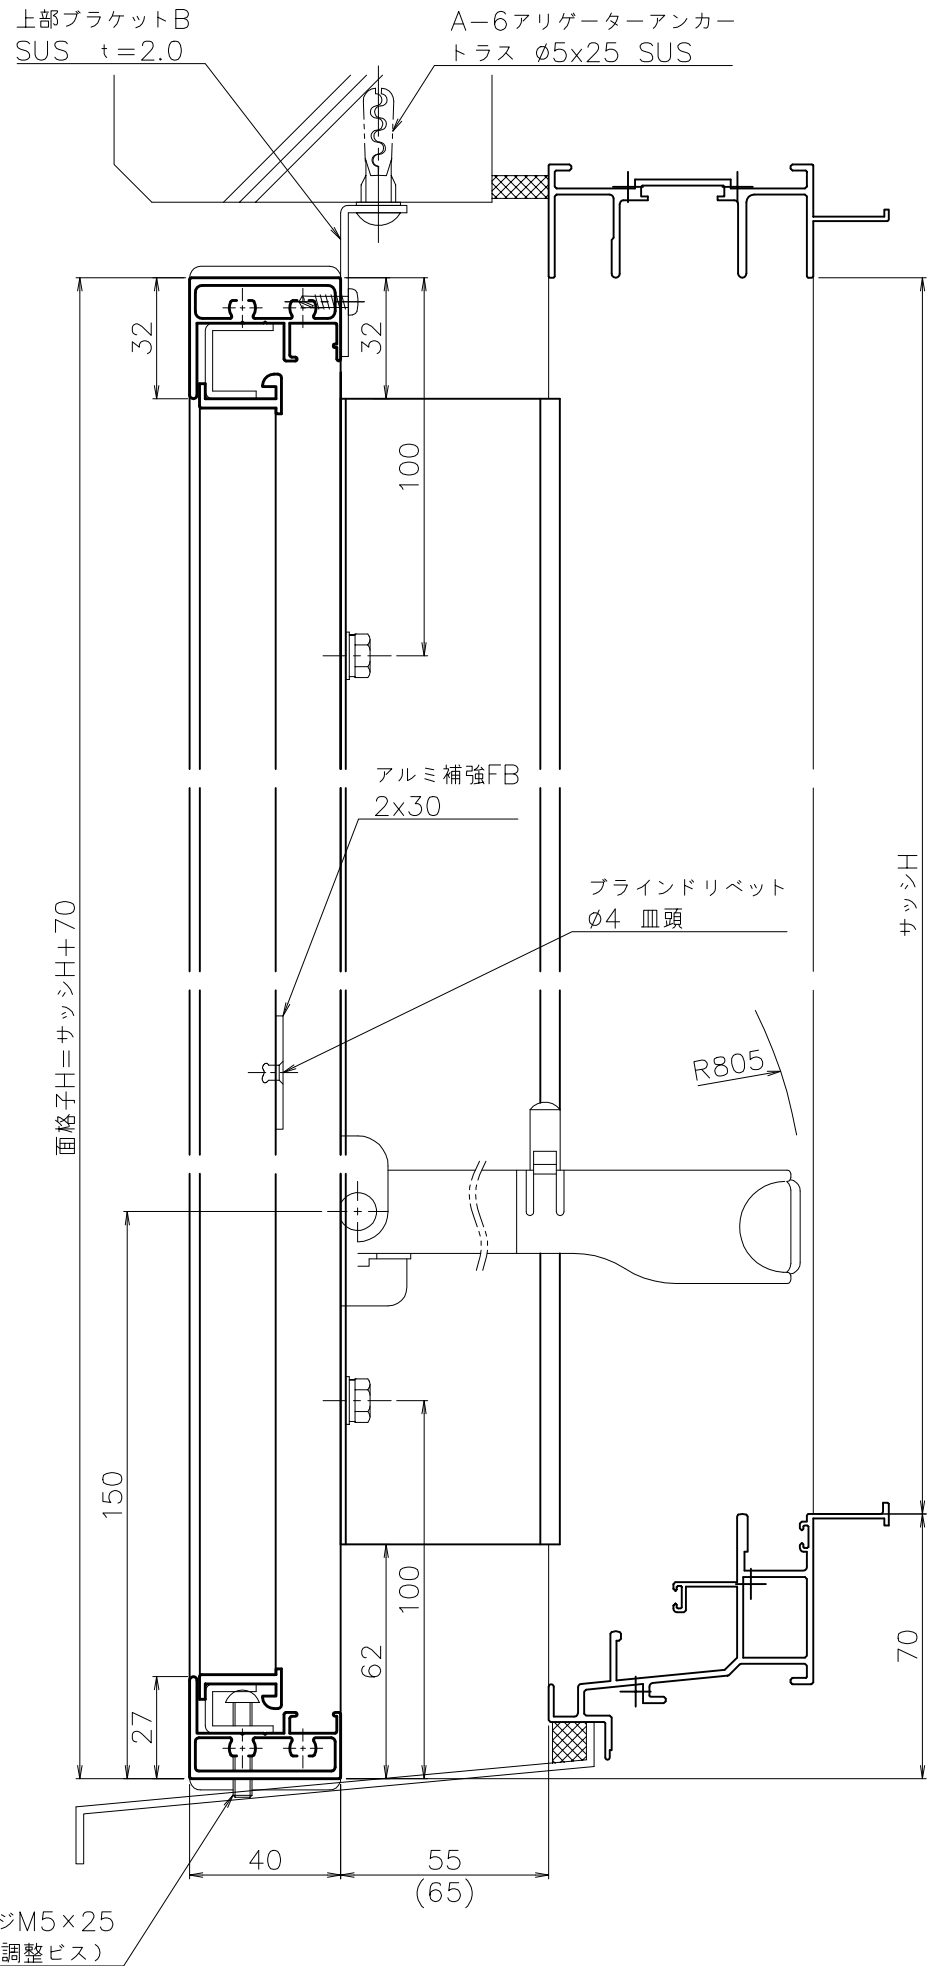 上部ブラケットB
SUS t=2.0
A-6アリゲーターアンカー
トラス ø5x25 SUS
32
32
100
アルミ補強FB
2x30
ブラインドリベット
ø4 皿頭
サッシH
面格子H=サッシH+70
R805
150
100
62
27
70
40
55
(65)
ジM5×25
調整ビス)